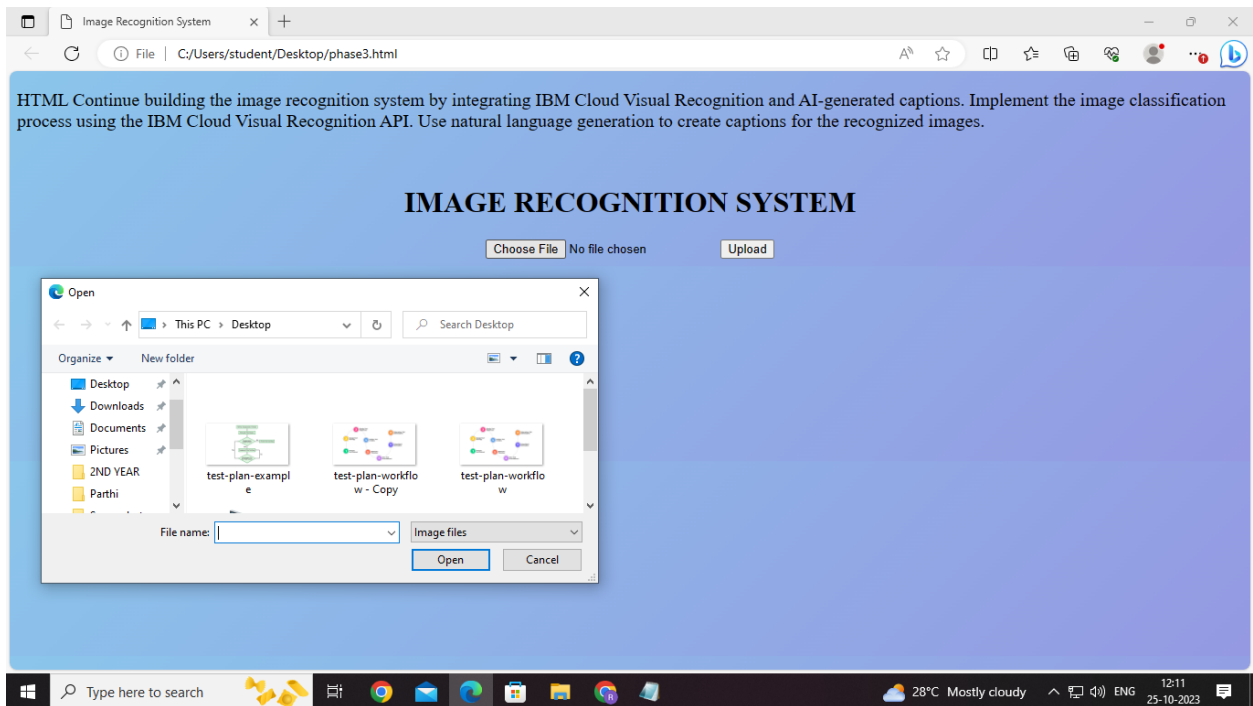 Image Recognition System
File
C:/Users/student/Desktop/phase3.html
HTML Continue building the image recognition system by integrating IBM Cloud Visual Recognition and AI-generated captions. Implement the image classification
process using the IBM Cloud Visual Recognition API. Use natural language generation to create captions for the recognized images.
IMAGE RECOGNITION SYSTEM
Choose File No file chosen Upload
Open
This PC > Desktop
Search Desktop
Organize
New folder
Desktop
Downloads
Documents
Pictures
2ND YEAR
Parthi
test-plan-exampl
e
test-plan-workflo
w - Copy
test-plan-workflo
w
File name:
Image files
Open
Cancel
Type here to search
28°C Mostly cloudy
ENG
12:11
25-10-2023